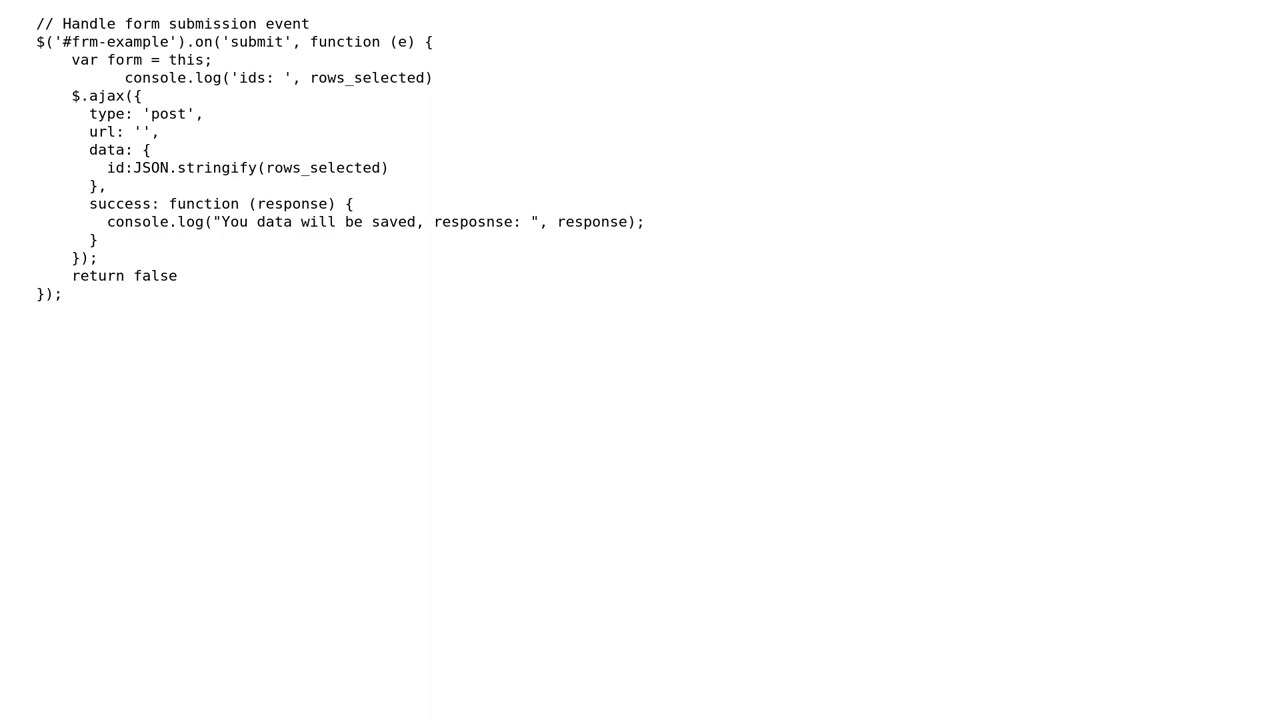 // Handle form submission event
$('#frm-example').on('submit', function (e) {
    var form = this;
          console.log('ids: ', rows_selected)
    $.ajax({
      type: 'post',
      url: '',
      data: {
        id:JSON.stringify(rows_selected)
      },
      success: function (response) {
        console.log("You data will be saved, resposnse: ", response);
      }
    });
    return false
});